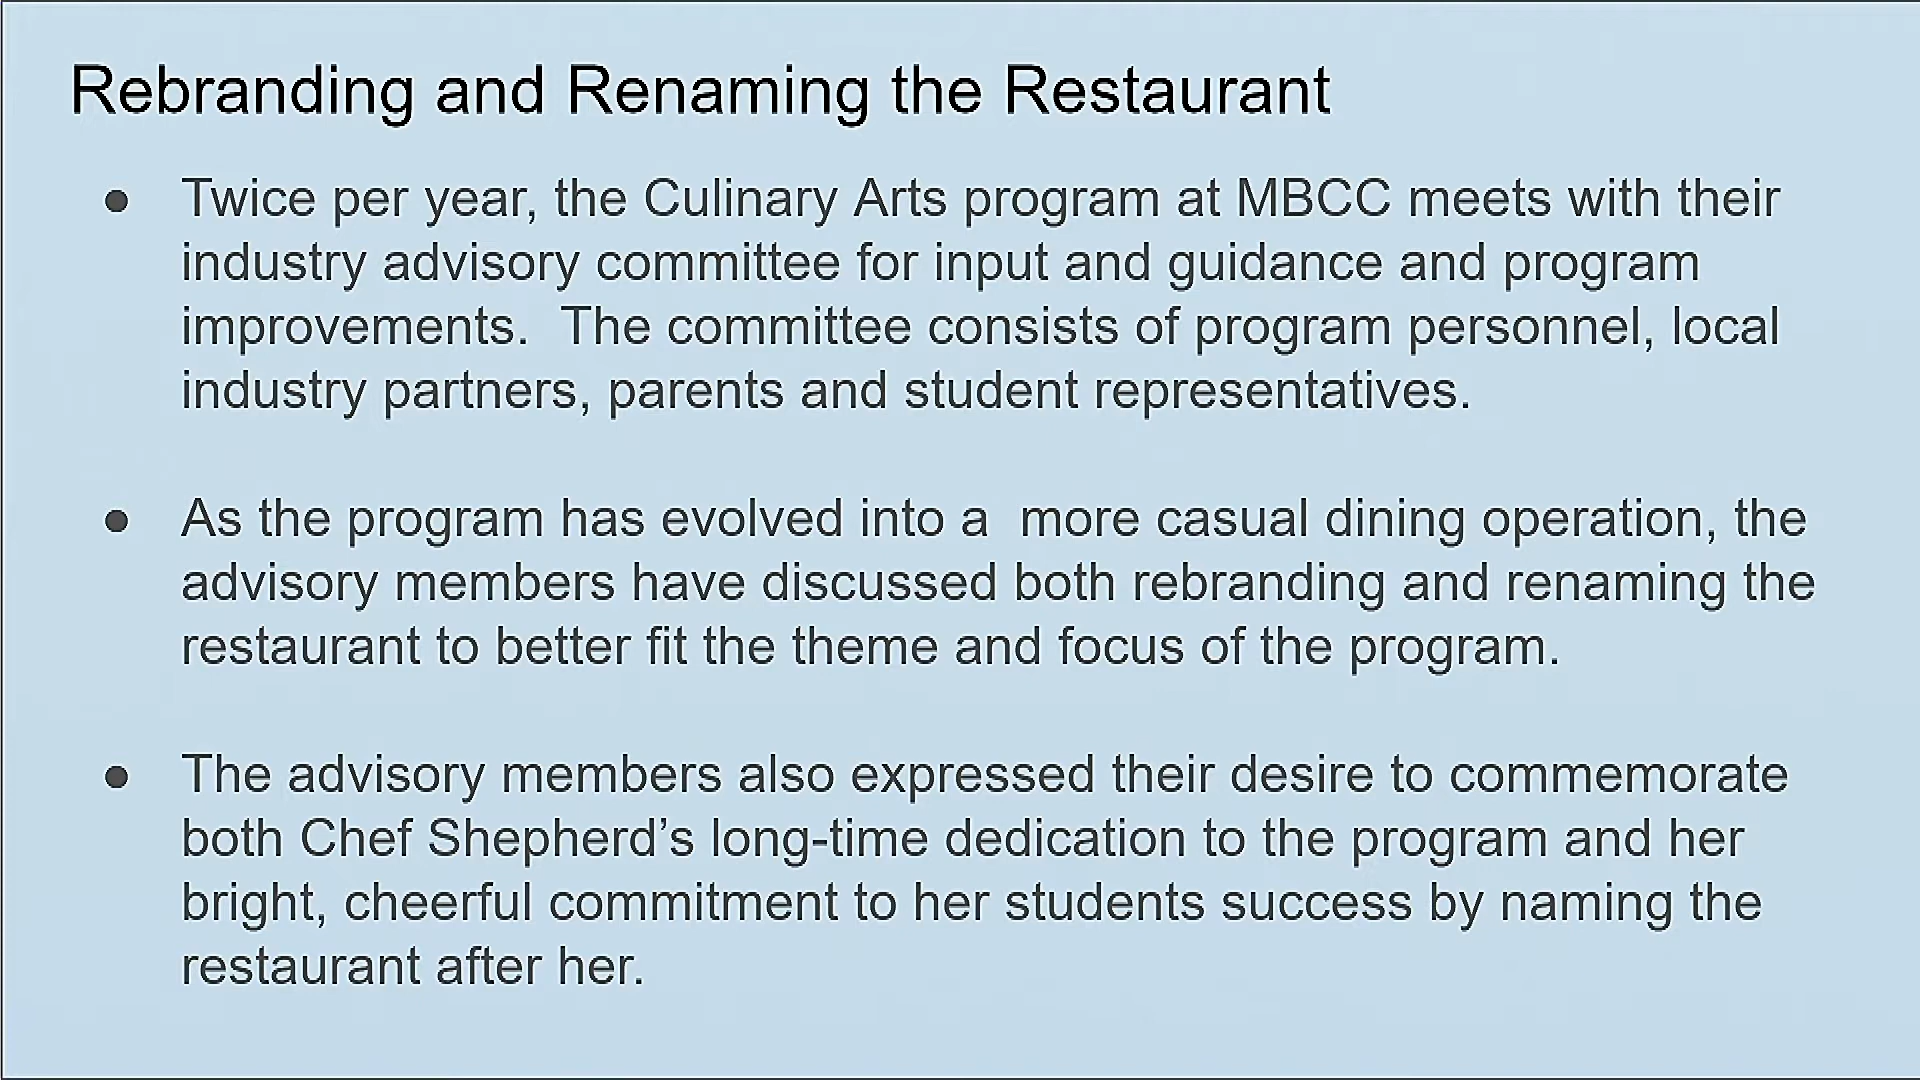 Rebranding and Renaming the Restaurant
● Twice per year, the Culinary Arts program at MBCC meets with their
industry advisory committee for input and guidance and program
improvements.  The committee consists of program personnel, local
industry partners, parents and student representatives.
● As the program has evolved into a  more casual dining operation, the
advisory members have discussed both rebranding and renaming the
restaurant to better fit the theme and focus of the program.
● The advisory members also expressed their desire to commemorate
both Chef Shepherd’s long-time dedication to the program and her
bright, cheerful commitment to her students success by naming the
restaurant after her.